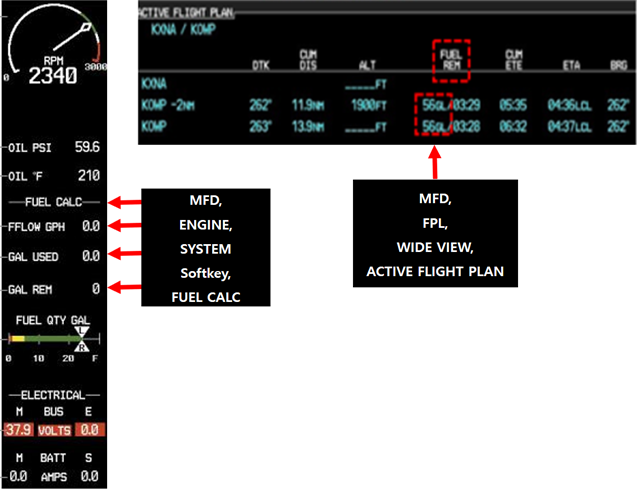 RPM
2340
0
3000
OIL PSI 59.6
OIL °F 210
FUEL CALC
FFLOW GPH 0.0
GAL USED 0.0
GAL REM 0
FUEL QTY GAL
L
R
0 10 20 F
ELECTRICAL
M BUS E
37.9 VOLTS 0.0
M BATT S
-0.0 AMPS -0.0
ACTIVE FLIGHT PLAN
KXNA / KOWP
DTK CUM DIS ALT FUEL REM CUM ETE ETA BRG
KXNA _____FT
KOWP -2NM 262° 11.9NM 1900FT 56GL/03:29 05:35 04:36LCL 262°
KOWP 263° 13.9NM _____FT 56GL/03:28 06:32 04:37LCL 262°
MFD,
ENGINE,
SYSTEM
Softkey,
FUEL CALC
MFD,
FPL,
WIDE VIEW,
ACTIVE FLIGHT PLAN